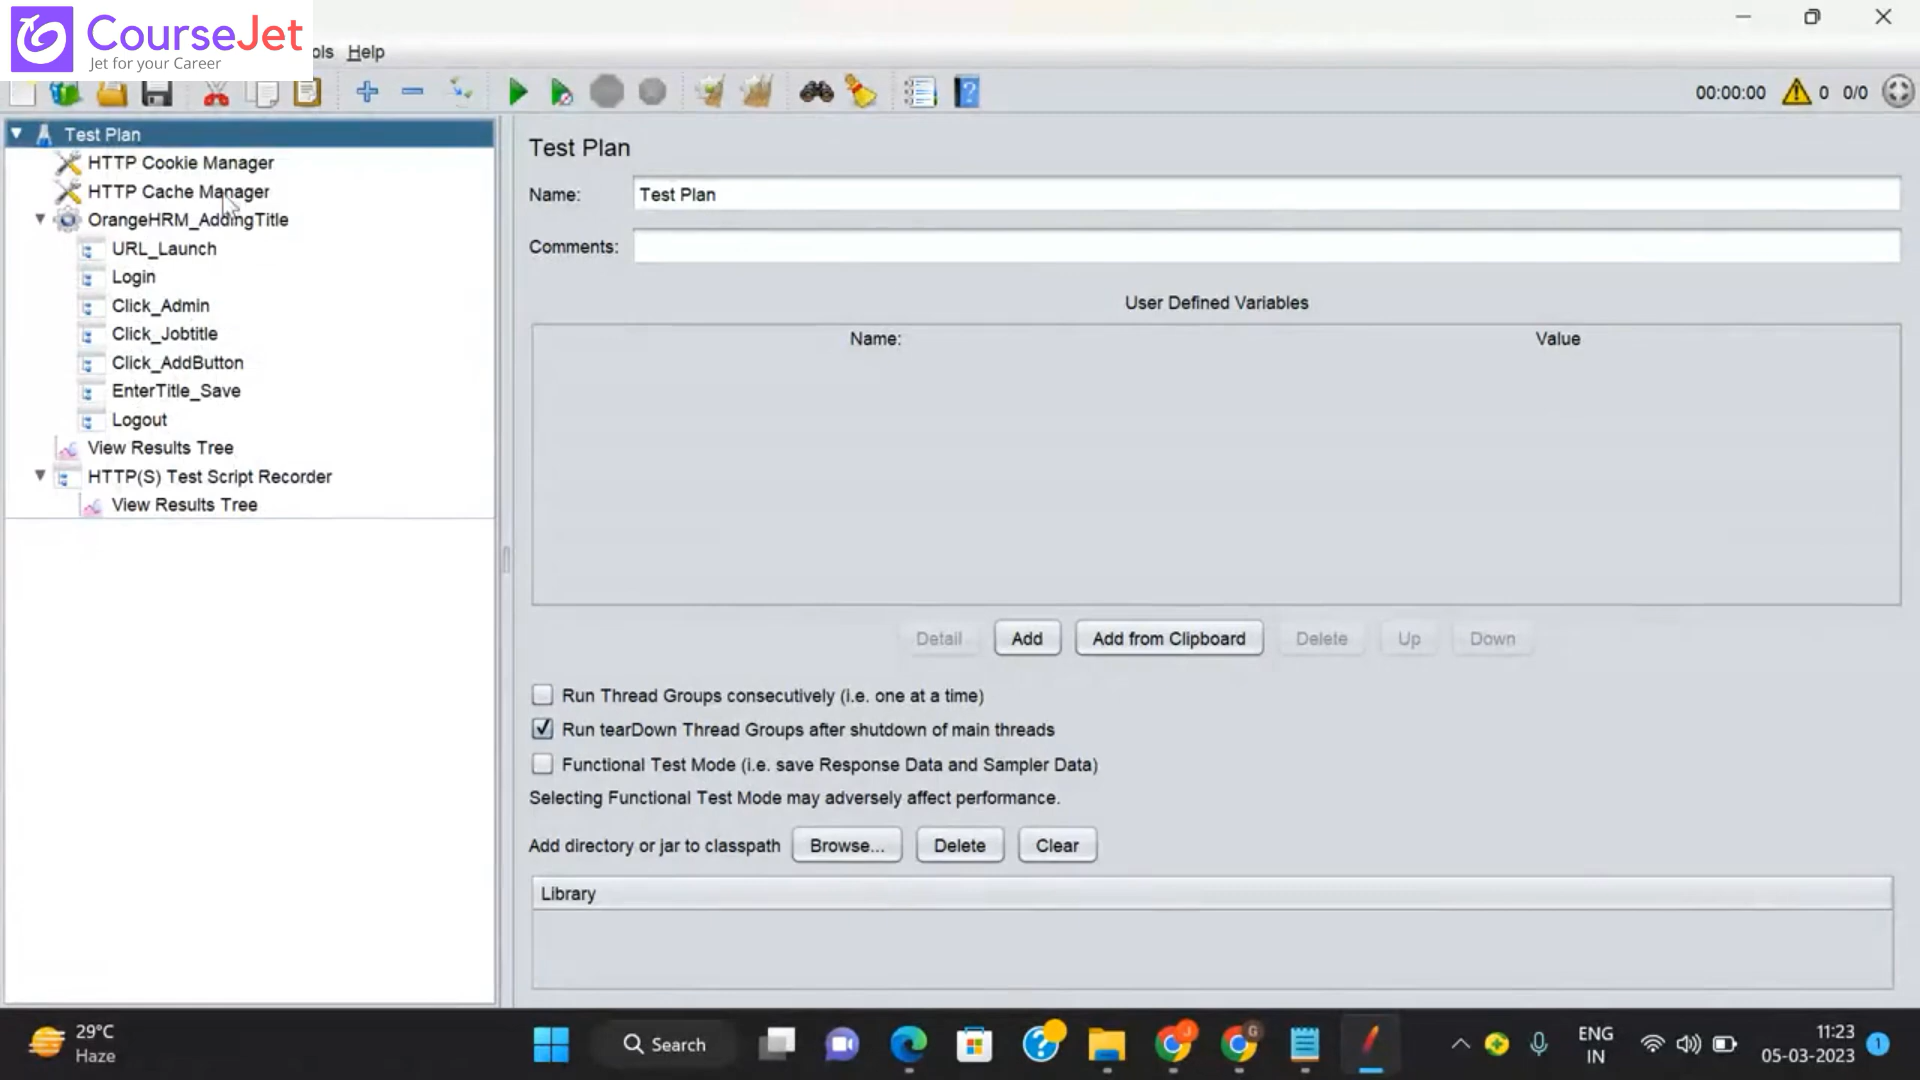 CourseJet
Jet for your Career
ols Help
00:00:00 0 0/0
Test Plan
HTTP Cookie Manager
HTTP Cache Manager
OrangeHRM_AddingTitle
URL_Launch
Login
Click_Admin
Click_Jobtitle
Click_AddButton
EnterTitle_Save
Logout
View Results Tree
HTTP(S) Test Script Recorder
View Results Tree
Test Plan
Name: Test Plan
Comments:
User Defined Variables
Name: Value
Detail Add Add from Clipboard Delete Up Down
Run Thread Groups consecutively (i.e. one at a time)
Run tearDown Thread Groups after shutdown of main threads
Functional Test Mode (i.e. save Response Data and Sampler Data)
Selecting Functional Test Mode may adversely affect performance.
Add directory or jar to classpath Browse... Delete Clear
Library
29°C
Haze
Search
J
G
ENG
IN
11:23
05-03-2023
1